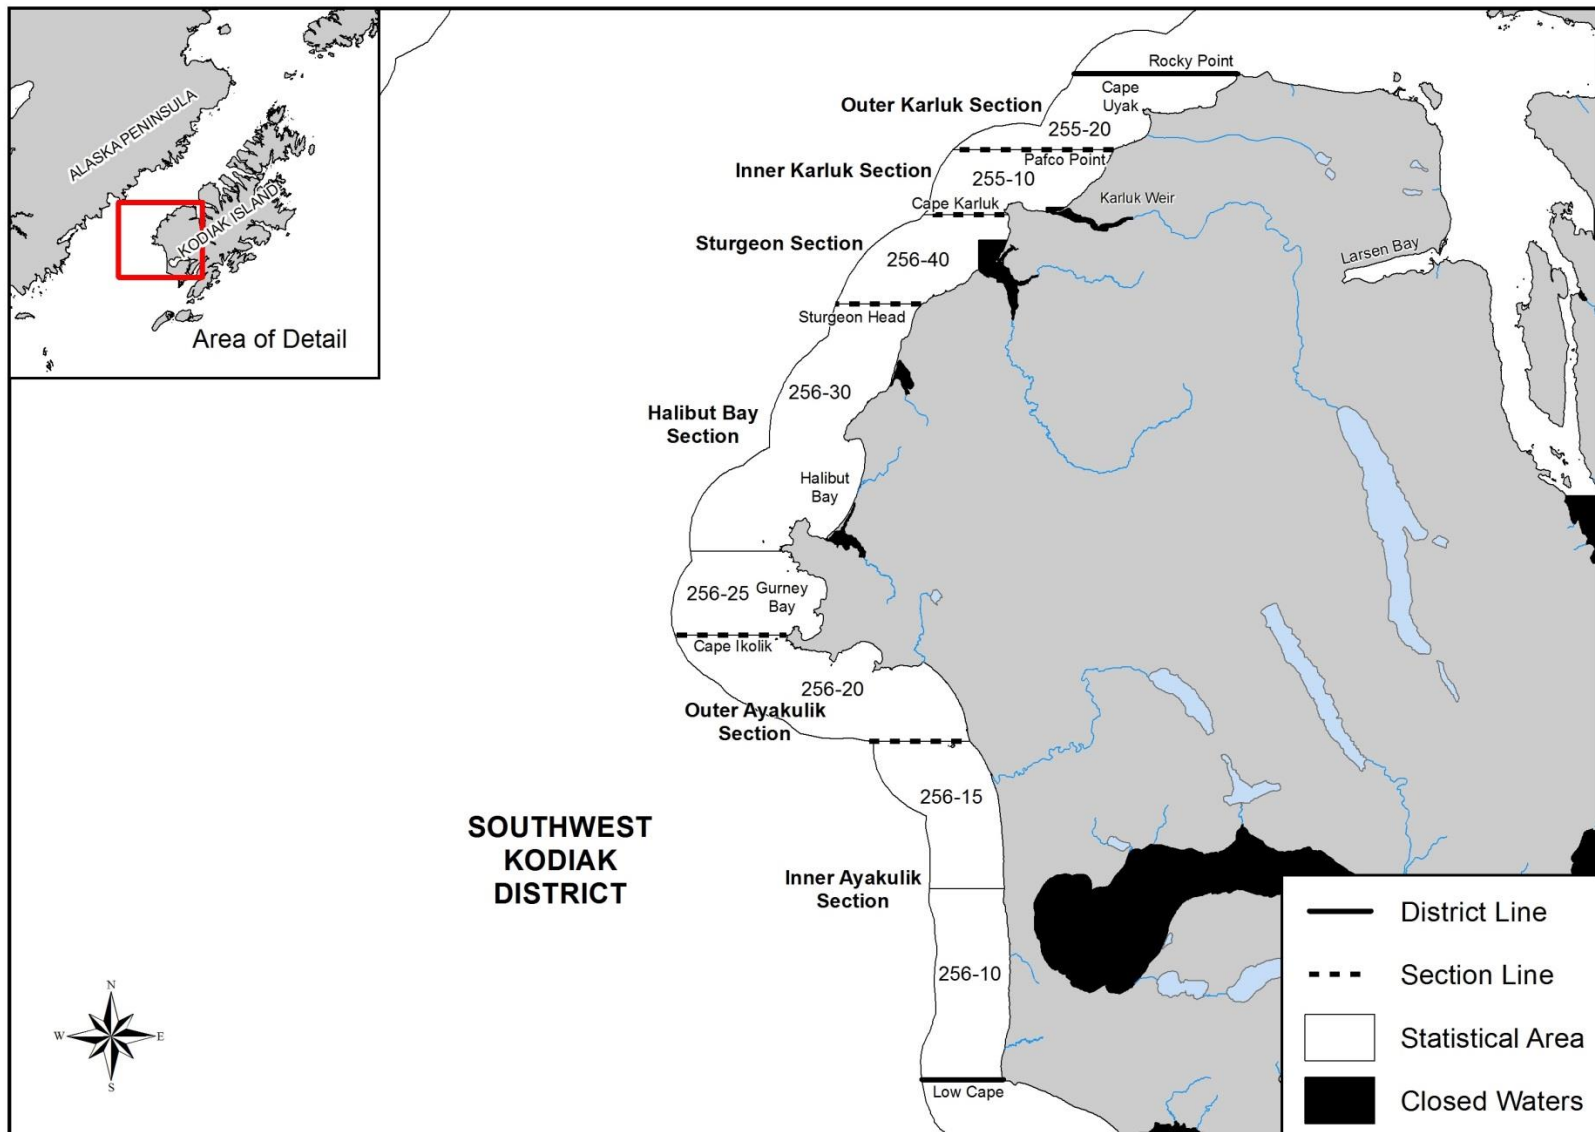 ALASKA PENINSULA
KODIAK ISLAND
Area of Detail
Rocky Point
Cape
Uyak
Outer Karluk Section
255-20
Pafco Point
Inner Karluk Section
255-10
Karluk Weir
Cape Karluk
Sturgeon Section
256-40
Larsen Bay
Sturgeon Head
256-30
Halibut Bay
Section
Halibut
Bay
256-25
Gurney
Bay
Cape Ikolik
256-20
Outer Ayakulik
Section
256-15
SOUTHWEST
KODIAK
DISTRICT
Inner Ayakulik
Section
256-10
Low Cape
N
W
E
S
District Line
Section Line
Statistical Area
Closed Waters